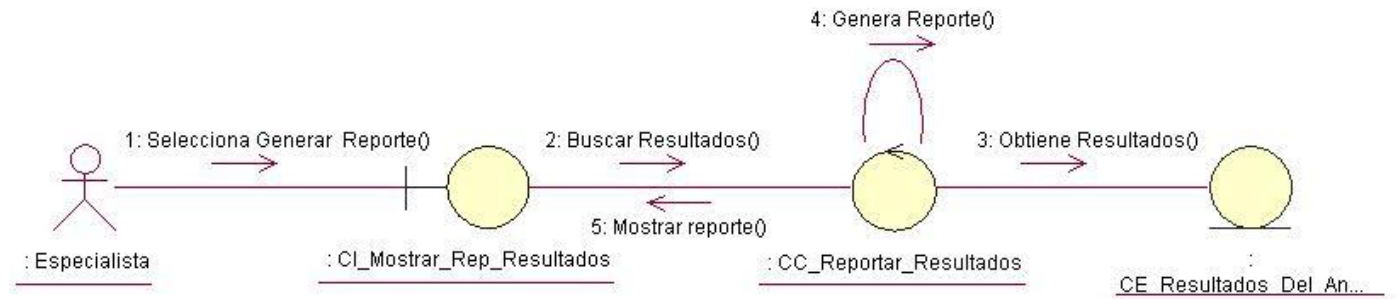 4: Genera Reporte()
1: Selecciona Generar Reporte()
2: Buscar Resultados()
3: Obtiene Resultados()
5: Mostrar reporte()
: Especialista
: CI_Mostrar_Rep_Resultados
: CC_Reportar_Resultados
:
CE_Resultados_Del_An...